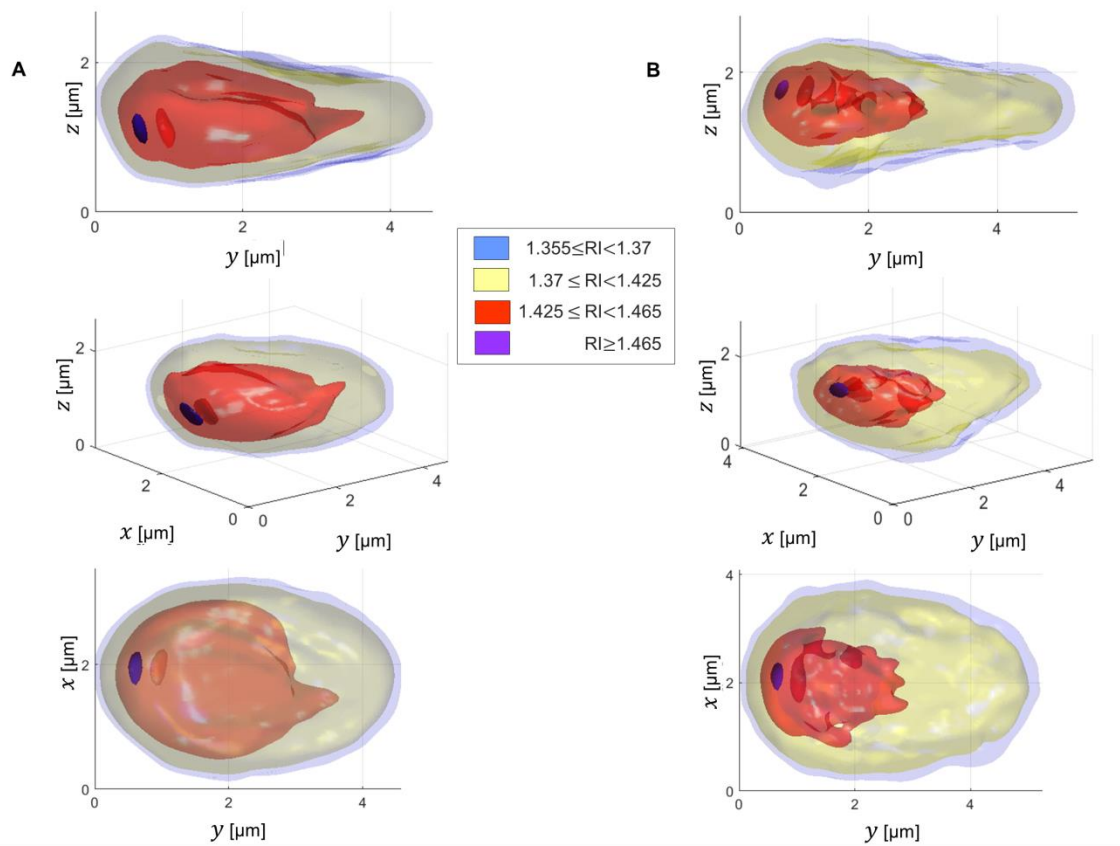 A
2
z [µm]
0
0 2 4
y [µm]
B
2
z [µm]
0
0 2 4
y [µm]
1.355≤RI<1.37
1.37 ≤ RI<1.425
1.425 ≤ RI<1.465
RI≥1.465
2
z [µm]
0
2
0 0
2
4
x [µm]
y [µm]
2
z [µm]
0
4
2
0 0
2
4
x [µm]
y [µm]
2
x [µm]
0
0 2 4
y [µm]
4
2
x [µm]
0
0 2 4
y [µm]